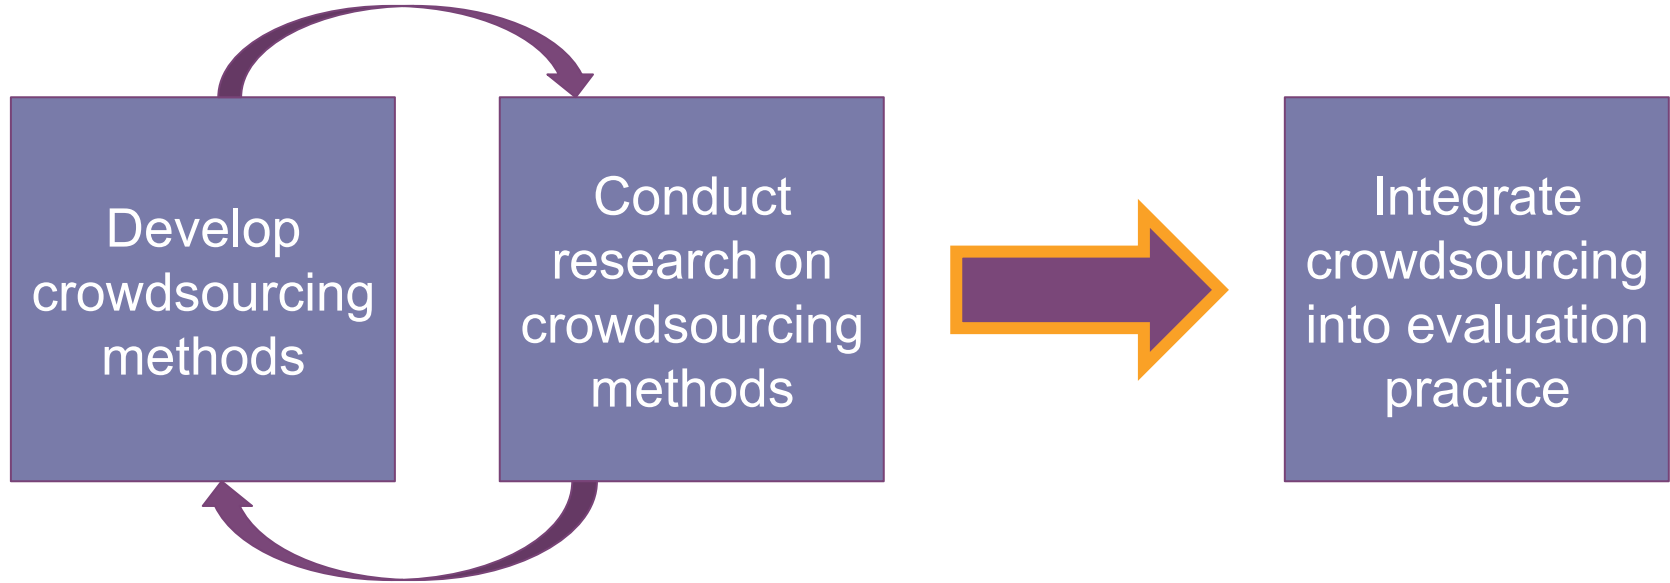 Develop
crowdsourcing
methods
Conduct
research on
crowdsourcing
methods
Integrate
crowdsourcing
into evaluation
practice